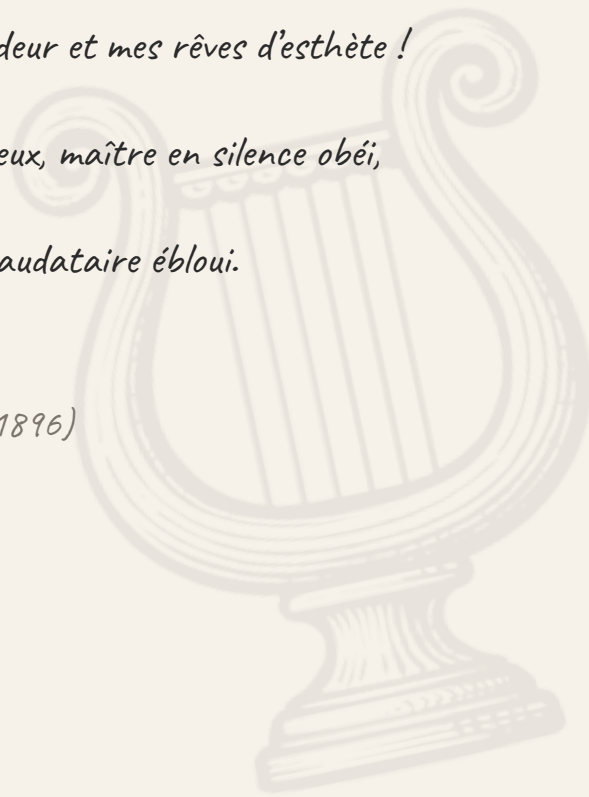 deur et mes rêves d’esthète !
eux, maître en silence obéi,
audataire ébloui.
1896)